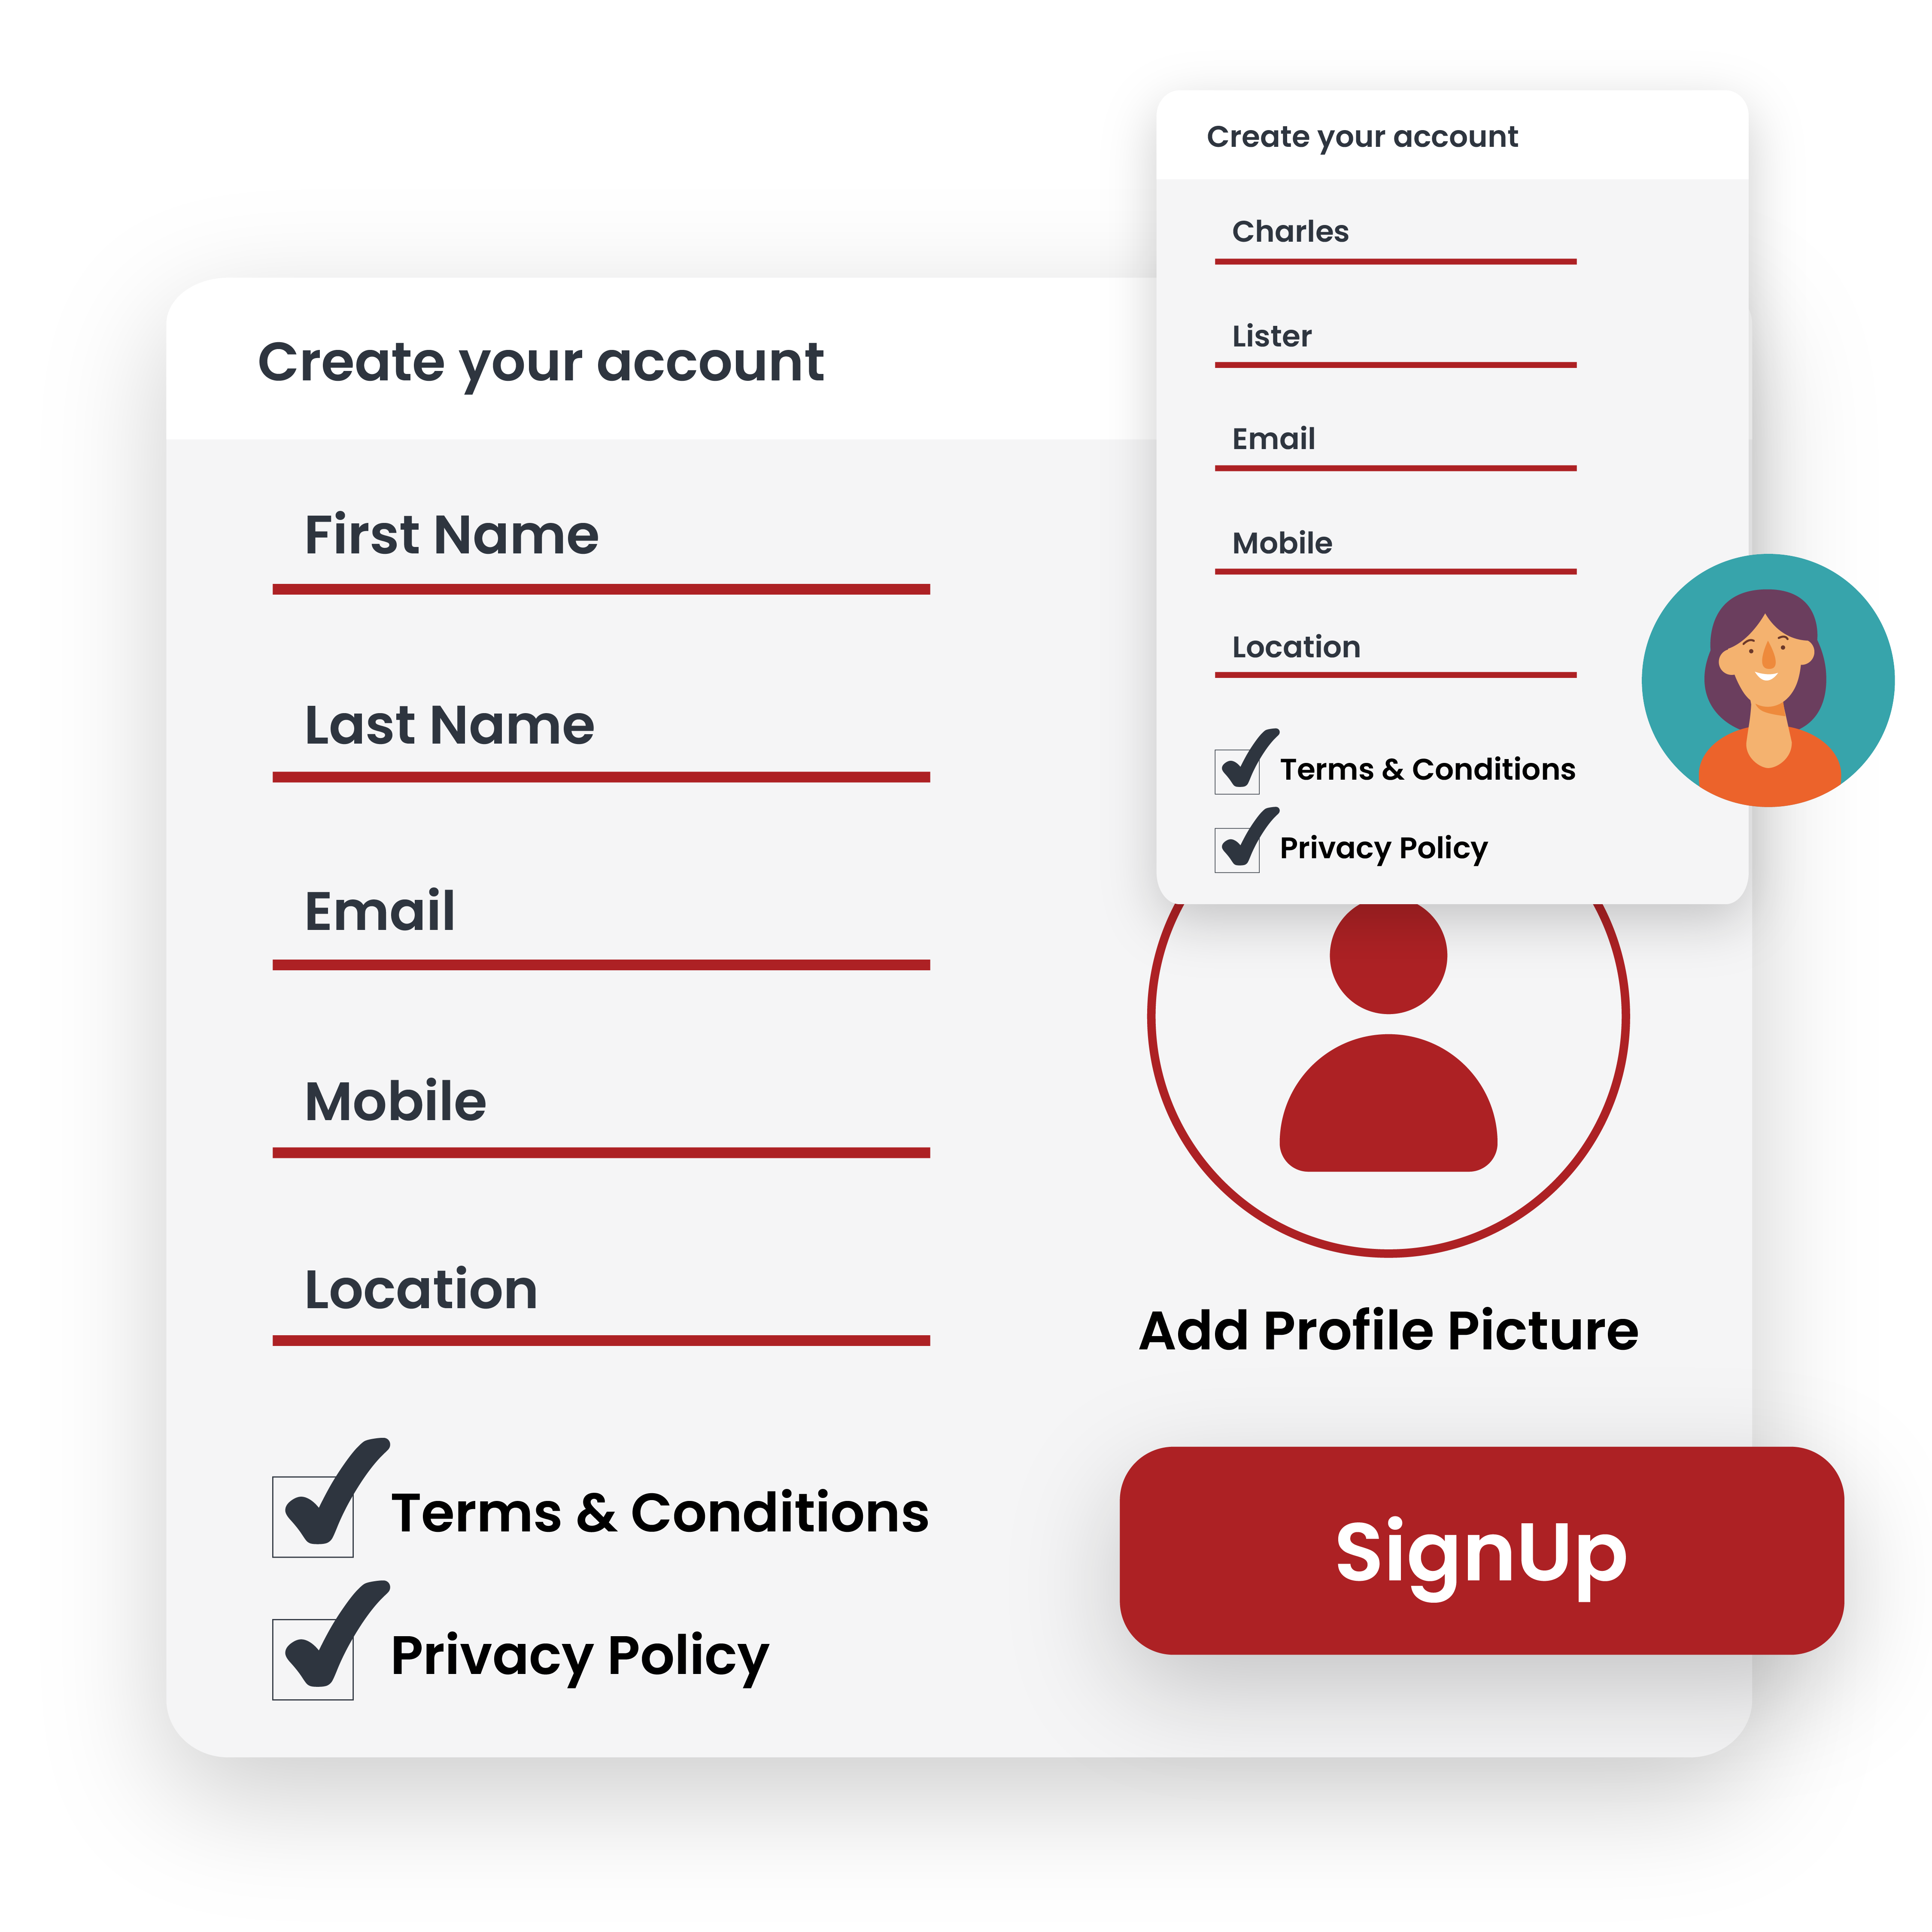 Create your account
First Name
Last Name
Email
Mobile
Location
Terms & Conditions
Privacy Policy
Create your account
Charles
Lister
Email
Mobile
Location
Terms & Conditions
Privacy Policy
Add Profile Picture
SignUp